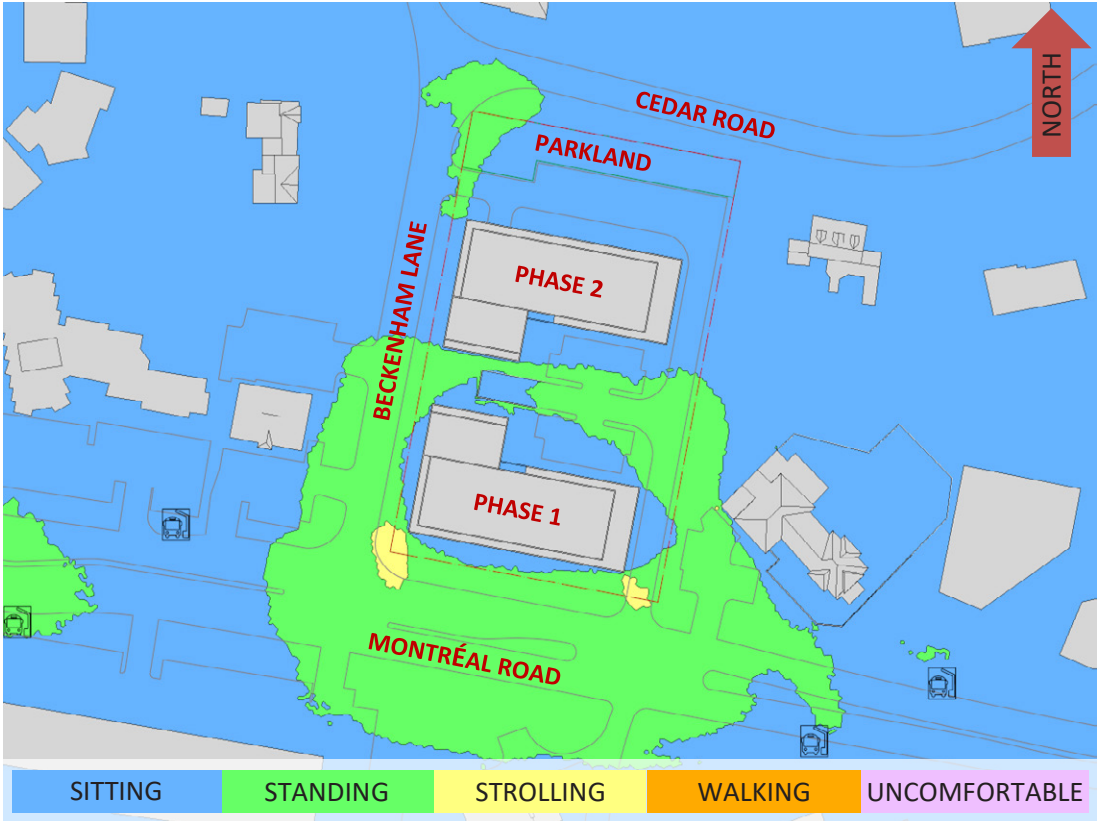 NORTH
CEDAR ROAD
PARKLAND
BECKENHAM LANE
PHASE 2
PHASE 1
MONTRÉAL ROAD
SITTING
STANDING
STROLLING
WALKING
UNCOMFORTABLE